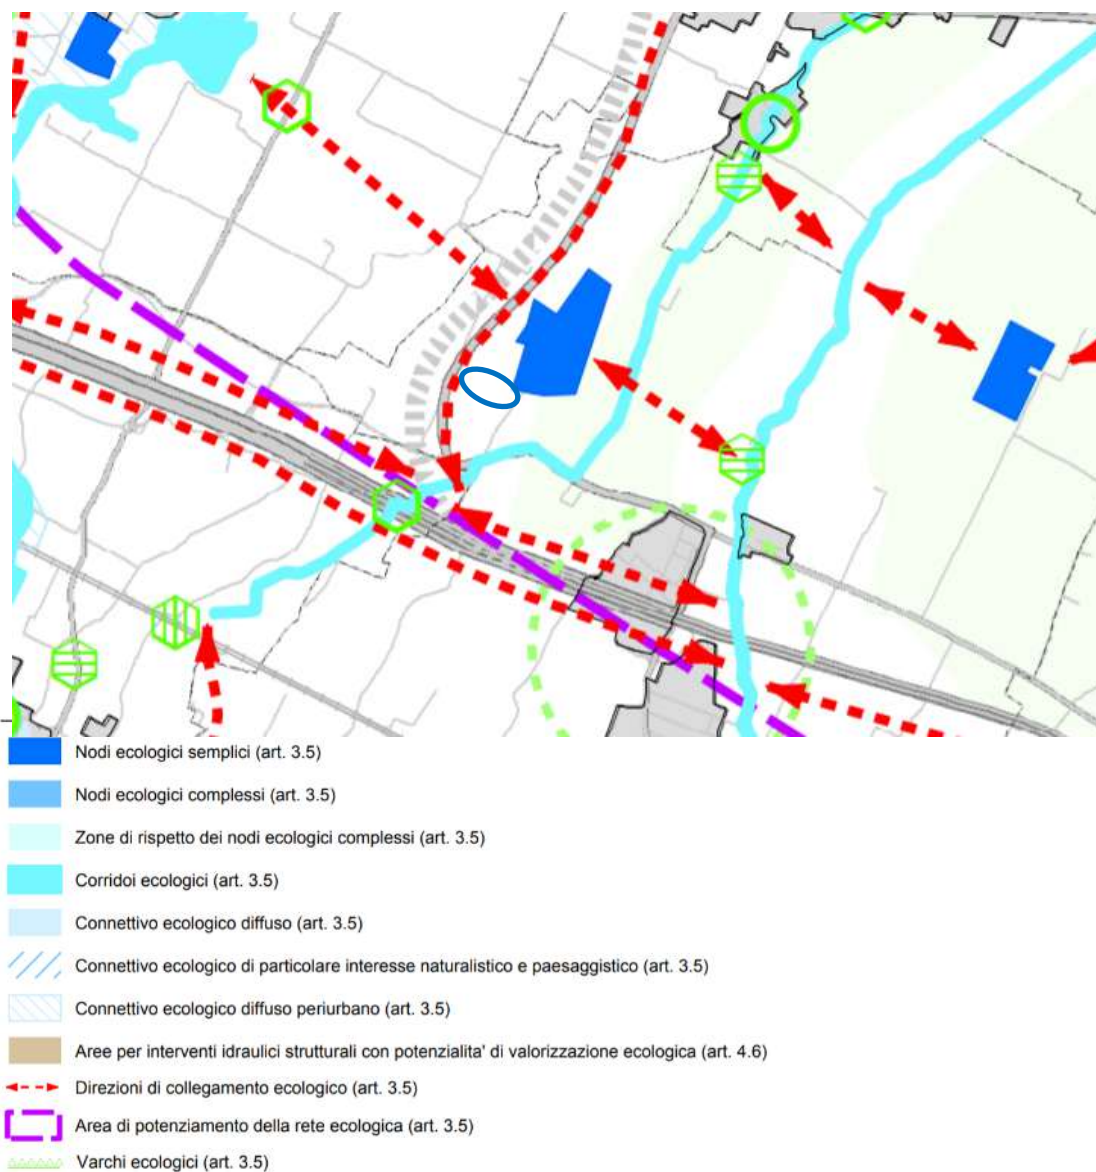 Nodi ecologici semplici (art. 3.5)
Nodi ecologici complessi (art. 3.5)
Zone di rispetto dei nodi ecologici complessi (art. 3.5)
Corridoi ecologici (art. 3.5)
Connettivo ecologico diffuso (art. 3.5)
Connettivo ecologico di particolare interesse naturalistico e paesaggistico (art. 3.5)
Connettivo ecologico diffuso periurbano (art. 3.5)
Aree per interventi idraulici strutturali con potenzialita' di valorizzazione ecologica (art. 4.6)
Direzioni di collegamento ecologico (art. 3.5)
Area di potenziamento della rete ecologica (art. 3.5)
Varchi ecologici (art. 3.5)